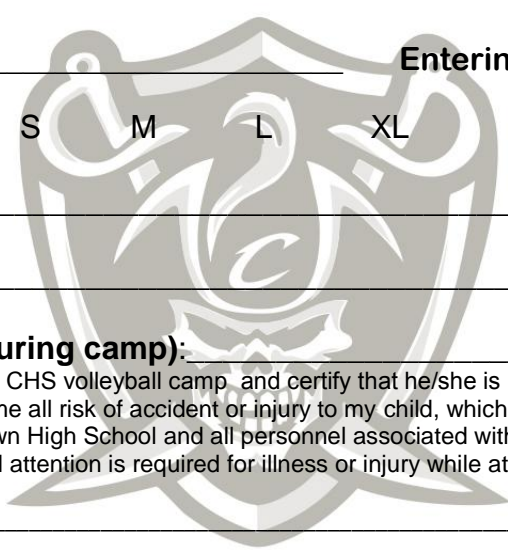 Enterin
S M L XL
C
uring camp):
CHS volleyball camp and certify that he/she is
ne all risk of accident or injury to my child, which
wn High School and all personnel associated with
l attention is required for illness or injury while at